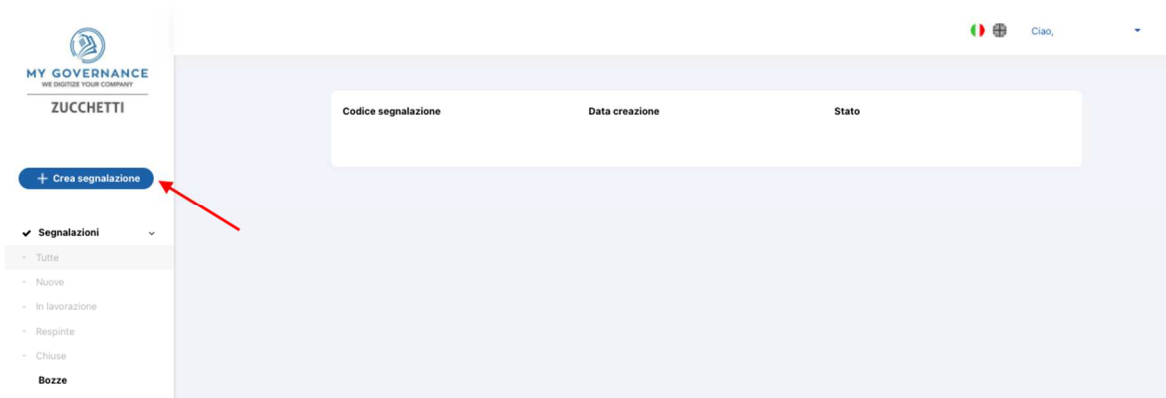 MY GOVERNANCE
WE DIGITIZE YOUR COMPANY
ZUCCHETTI
Ciao,
Codice segnalazione Data creazione Stato
+ Crea segnalazione
Segnalazioni
- Tutte
- Nuove
- In lavorazione
- Respinte
- Chiuse
Bozze